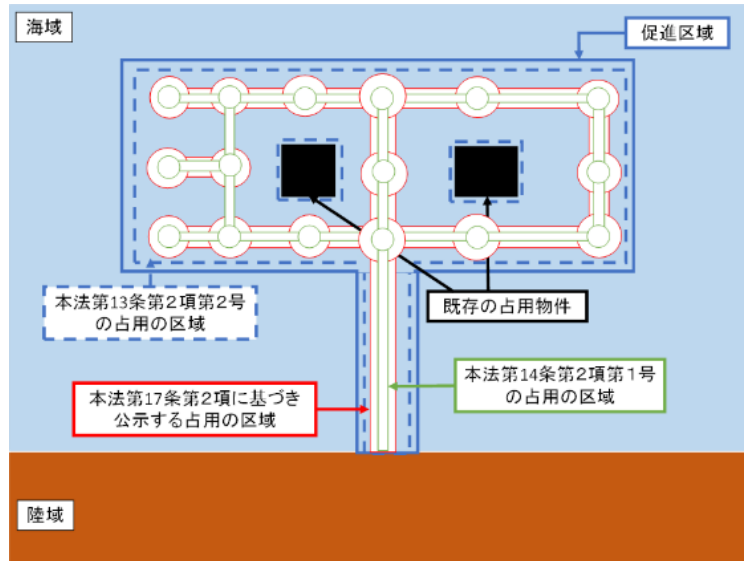 海域
促進区域
本法第13条第2項第2号
の占用の区域
既存の占用物件
本法第14条第2項第1号
の占用の区域
本法第17条第2項に基づき
公示する占用の区域
陸域